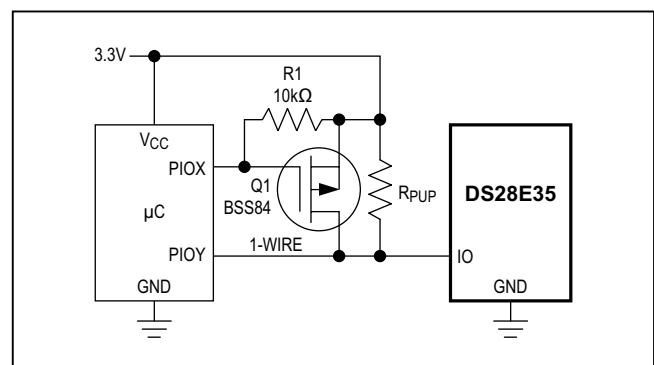 3.3V
R1
10kΩ
VCC
PIOX
Q1
BSS84
RPUP
DS28E35
µC
PIOY
1-WIRE
IO
GND
GND